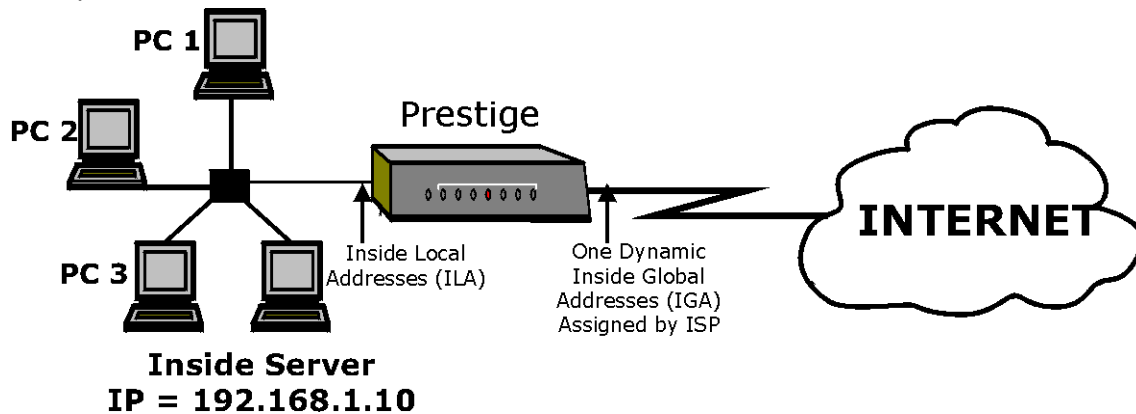 PC 1
PC 2
Prestige
INTERNET
PC 3
Inside Local
Addresses (ILA)
One Dynamic
Inside Global
Addresses (IGA)
Assigned by ISP
Inside Server
IP = 192.168.1.10